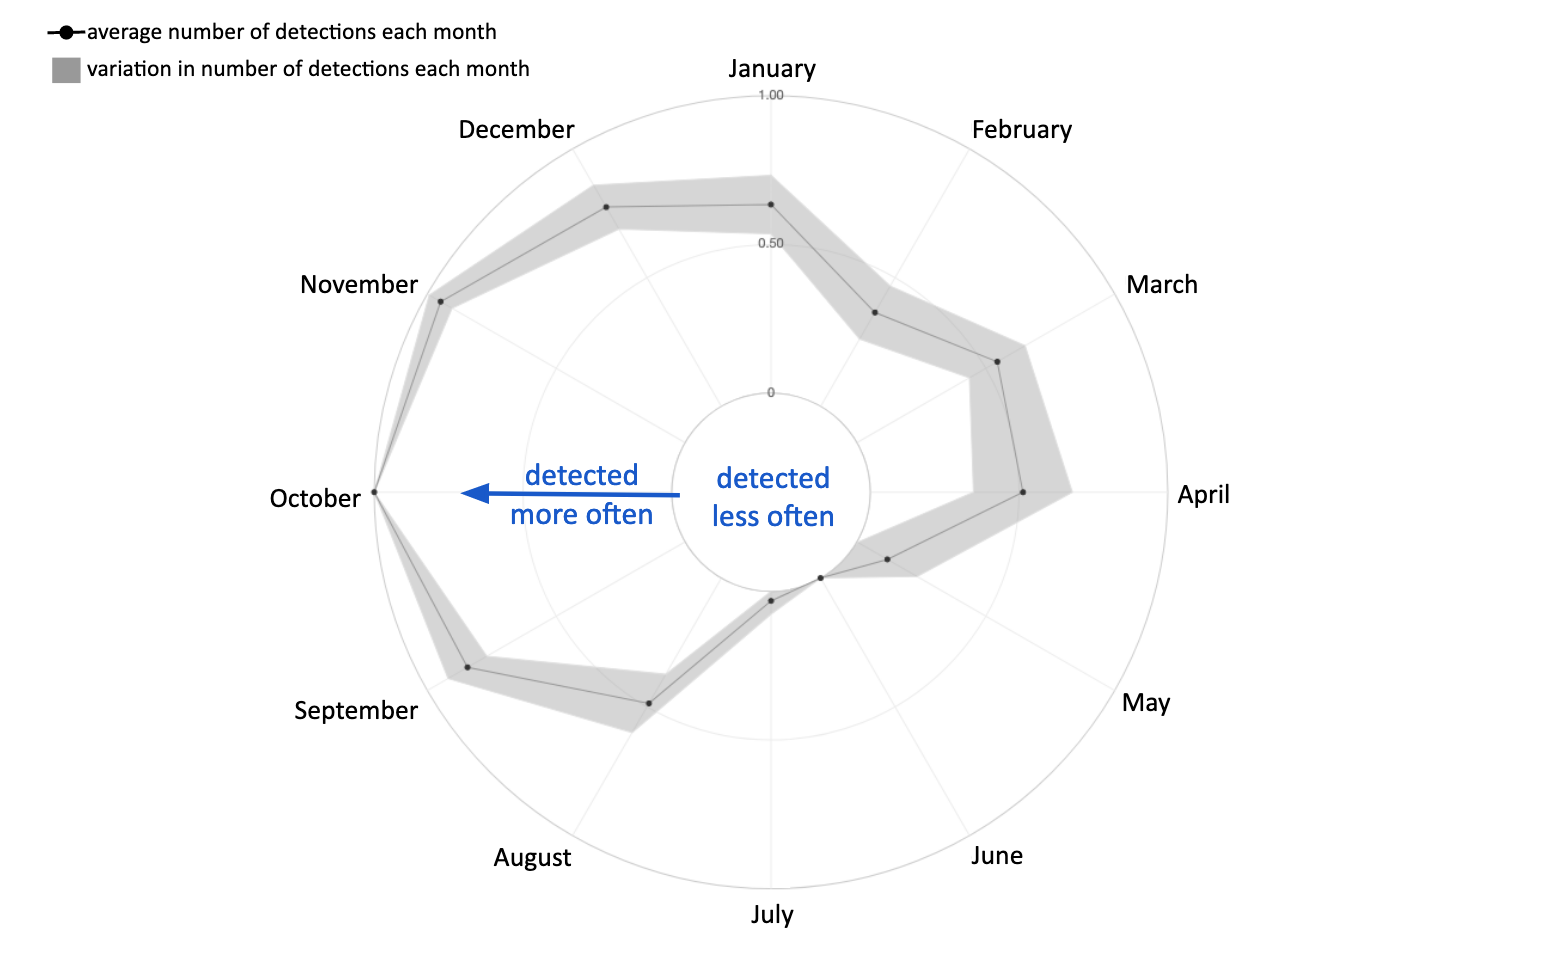 average number of detections each month
variation in number of detections each month
January
1.00
December
February
November
March
0.50
0
October
detected
more often
detected
less often
April
September
May
August
June
July